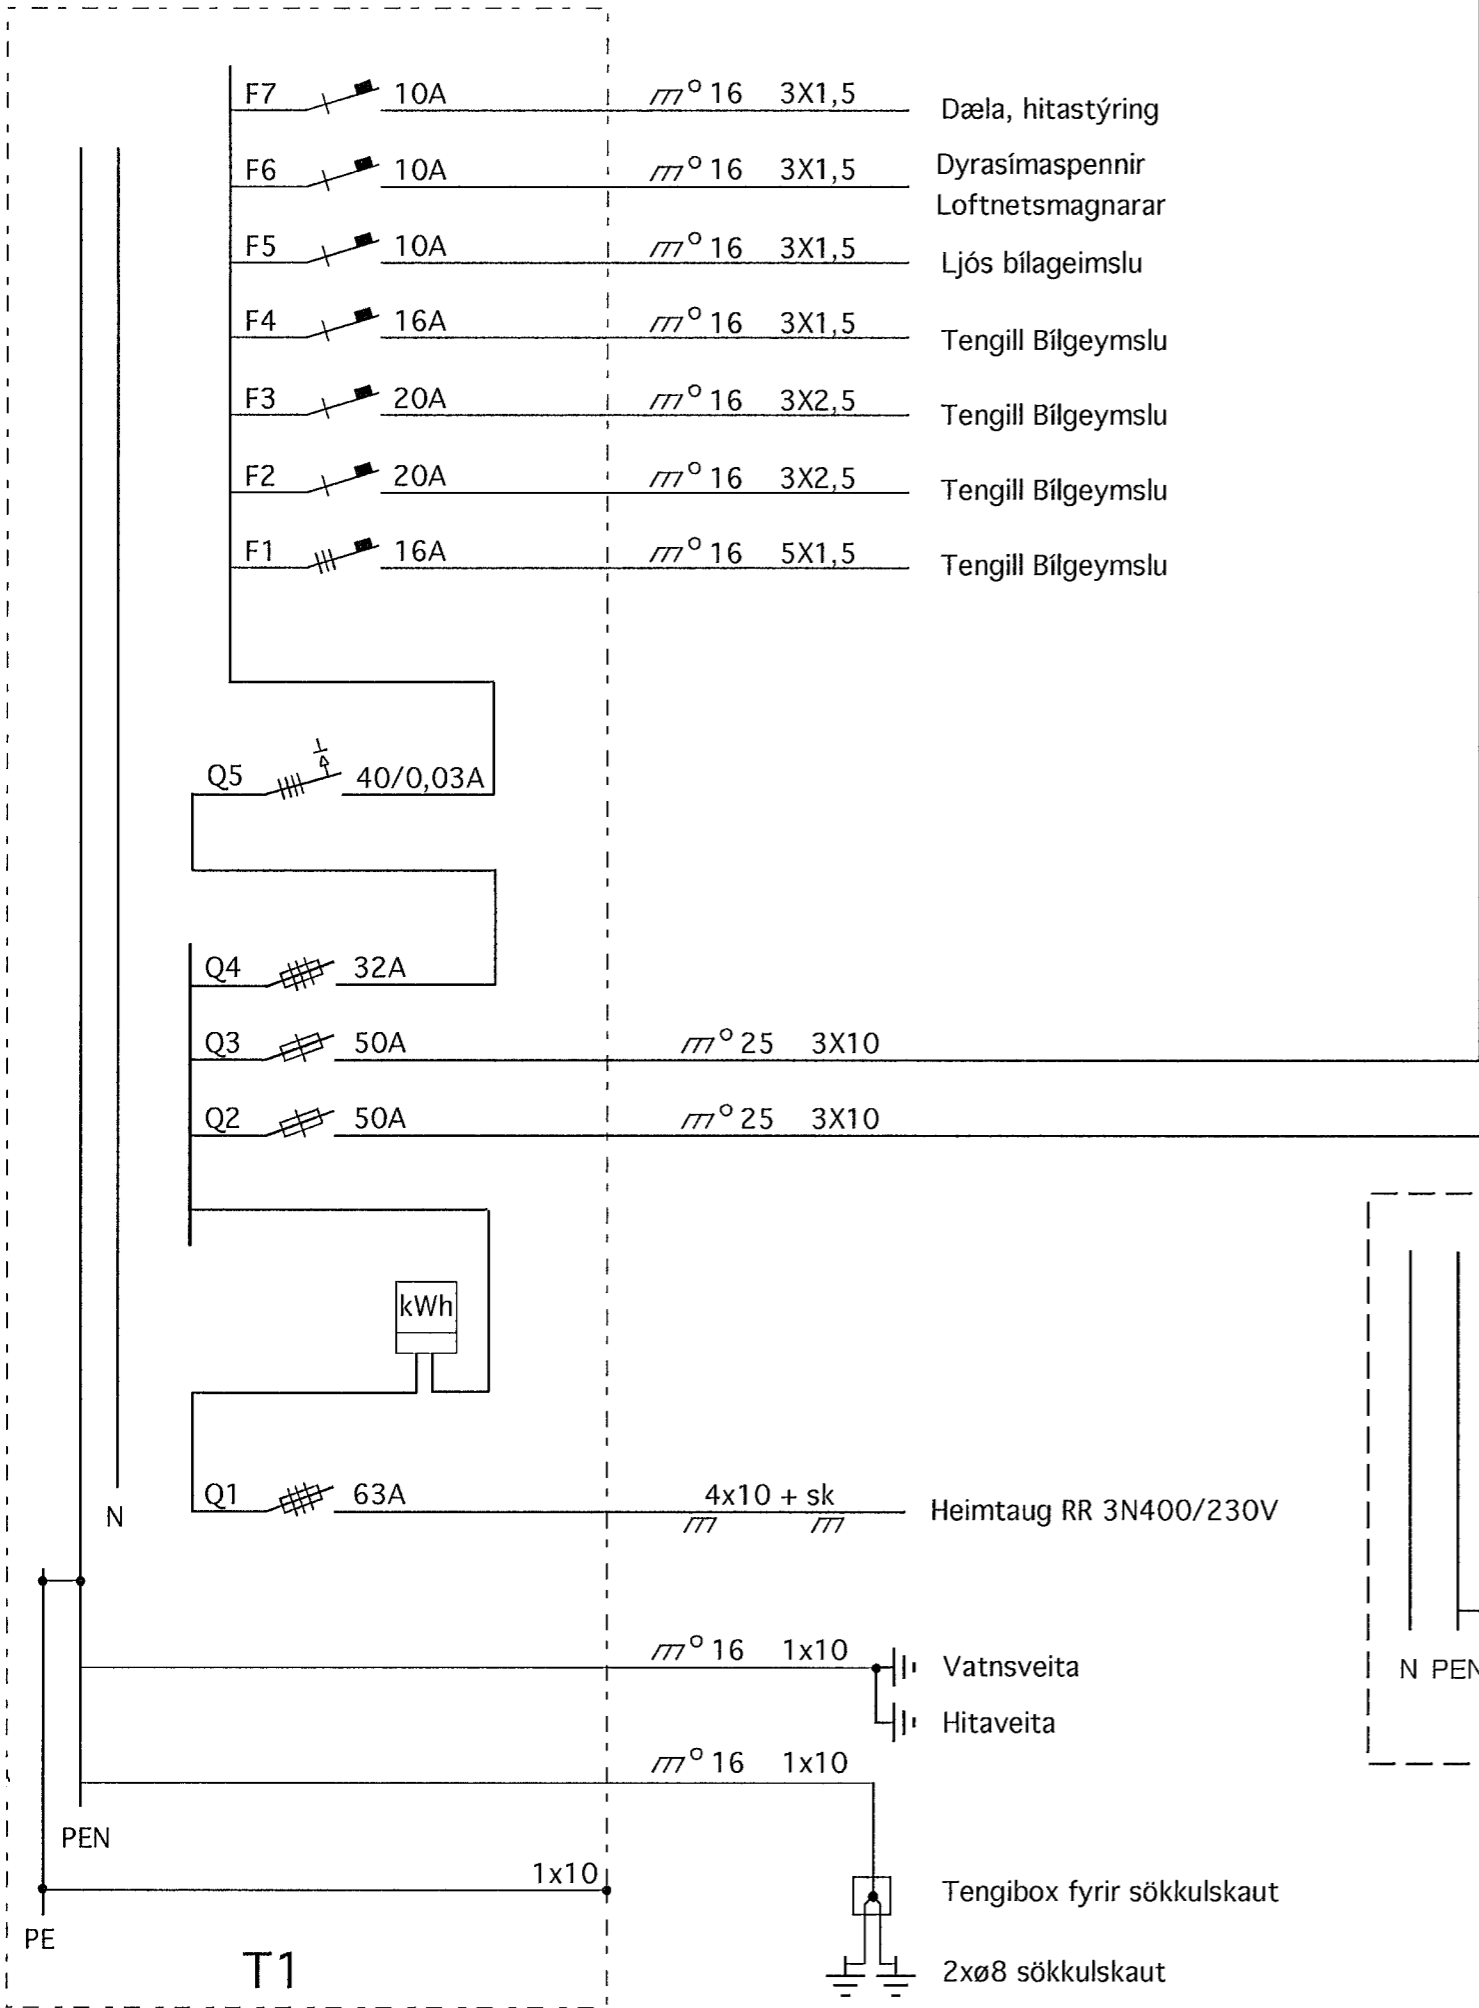 F7 10A 16 3X1,5 Dæla, hitastýring
F6 10A 16 3X1,5 Dyrasímaspennir
Loftnetsmagnarar
F5 10A 16 3X1,5 Ljós bílageimslu
F4 16A 16 3X1,5 Tengill Bílgeymslu
F3 20A 16 3X2,5 Tengill Bílgeymslu
F2 20A 16 3X2,5 Tengill Bílgeymslu
F1 16A 16 5X1,5 Tengill Bílgeymslu
Q5 40/0,03A
Q4 32A
Q3 50A 25 3X10
Q2 50A 25 3X10
kWh
Q1 63A 4x10 + sk Heimtaug RR 3N400/230V
N
16 1x10 Vatnsveita
N PEN
Hitaveita
16 1x10
PEN
1x10 Tengibox fyrir sökkulskaut
PE
T1 2xø8 sökkulskaut